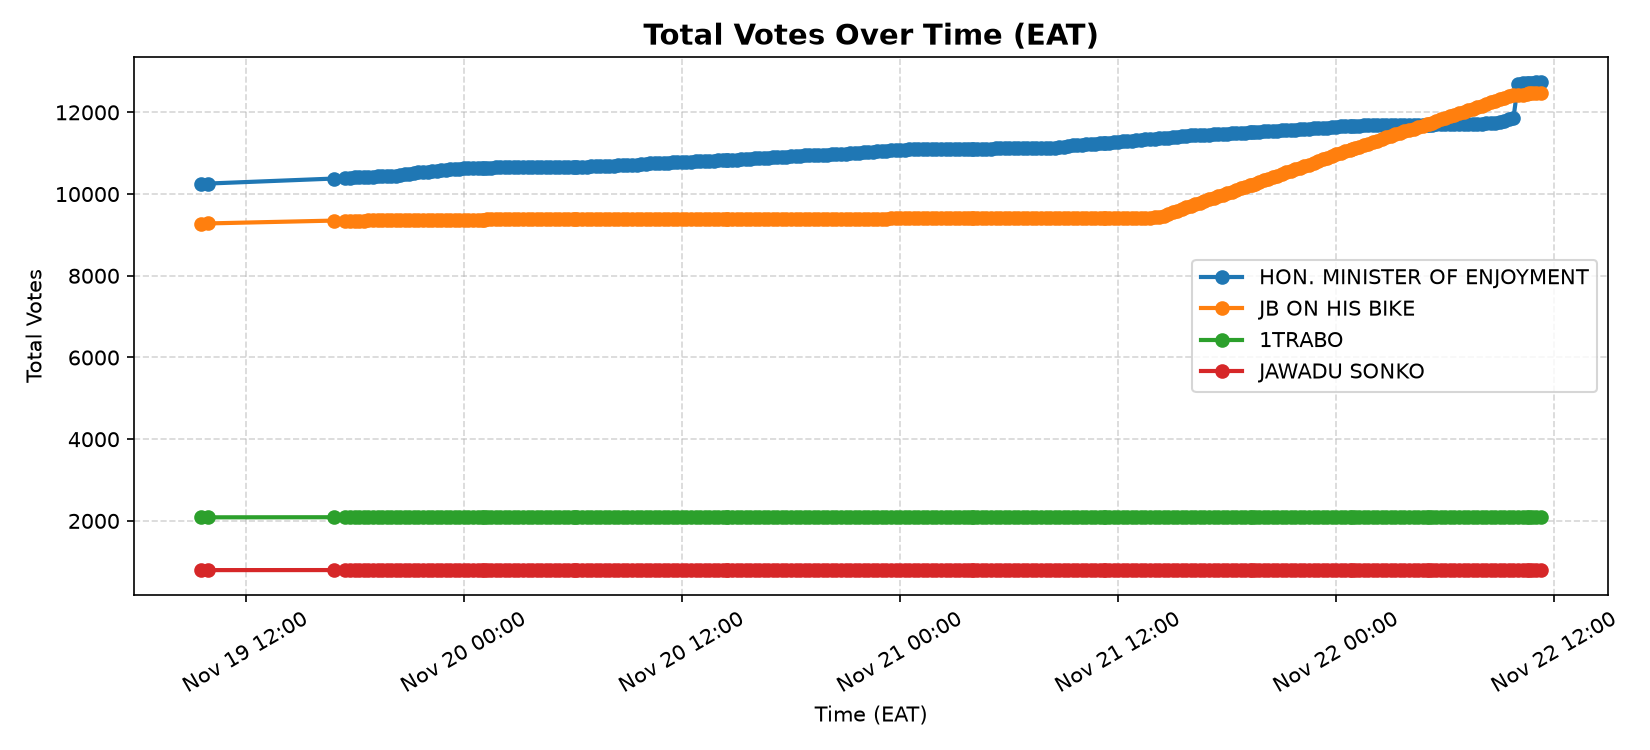 Total Votes Over Time (EAT)
Total Votes
12000
10000
8000
6000
4000
2000
HON. MINISTER OF ENJOYMENT
JB ON HIS BIKE
1TRABO
JAWADU SONKO
Nov 19 12:00
Nov 20 00:00
Nov 20 12:00
Nov 21 00:00
Nov 21 12:00
Nov 22 00:00
Nov 22 12:00
Time (EAT)